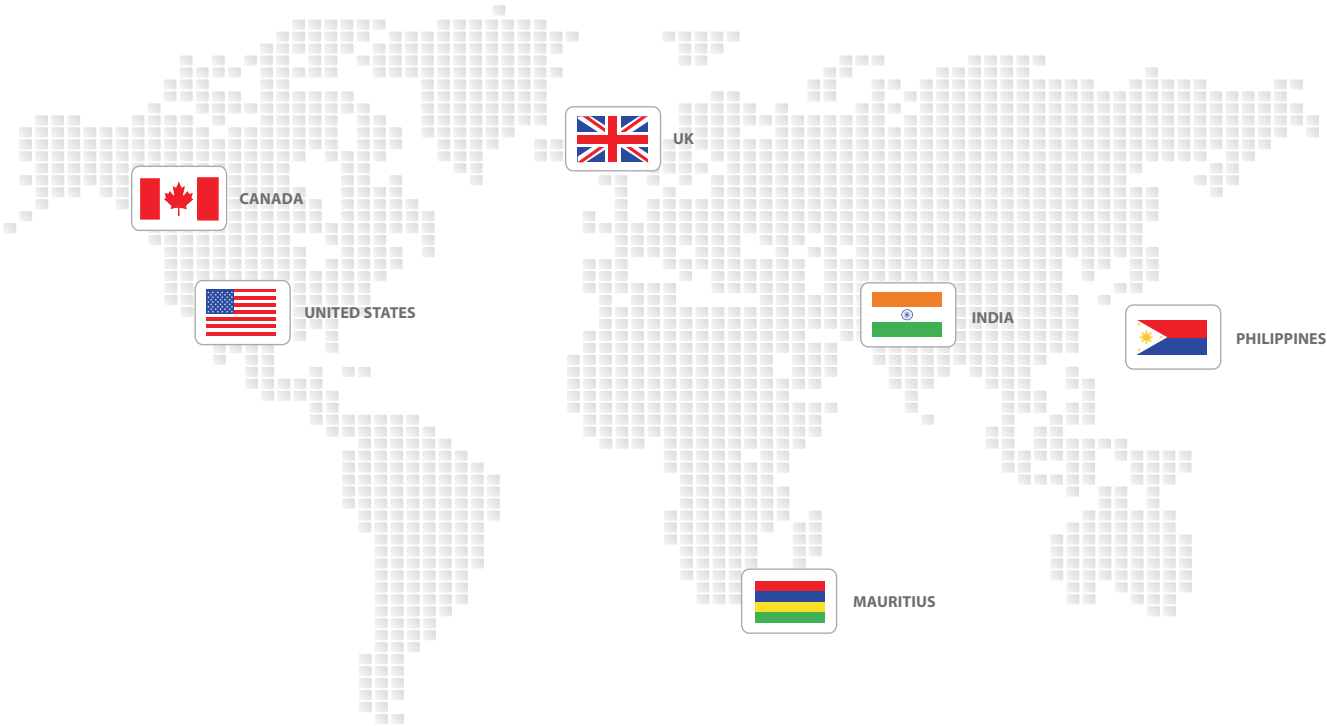 UK
CANADA
UNITED STATES
INDIA
PHILIPPINES
MAURITIUS